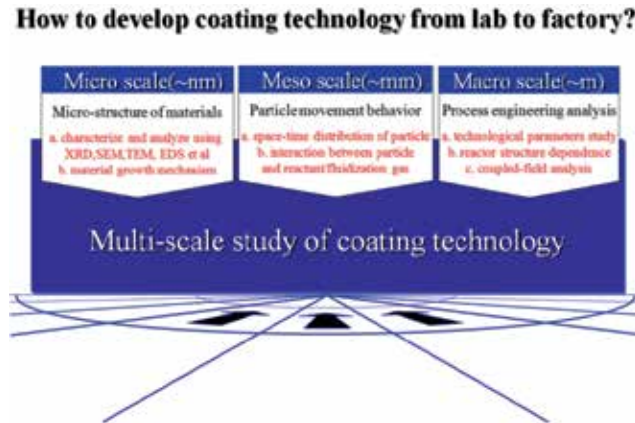 How to develop coating technology from lab to factory?
Micro scale(~nm)
Micro-structure of materials
a. characterize and analyze using
XRD,SEM,TEM, EDS et al
b. material growth mechanism
Meso scale(~mm)
Particle movement behavior
a. space-time distribution of particle
b. interaction between particle
and reactant/fluidization gas
Macro scale(~m)
Process engineering analysis
a. technological parameters study
b. reactor structure dependence
c. coupled-field analysis
Multi-scale study of coating technology